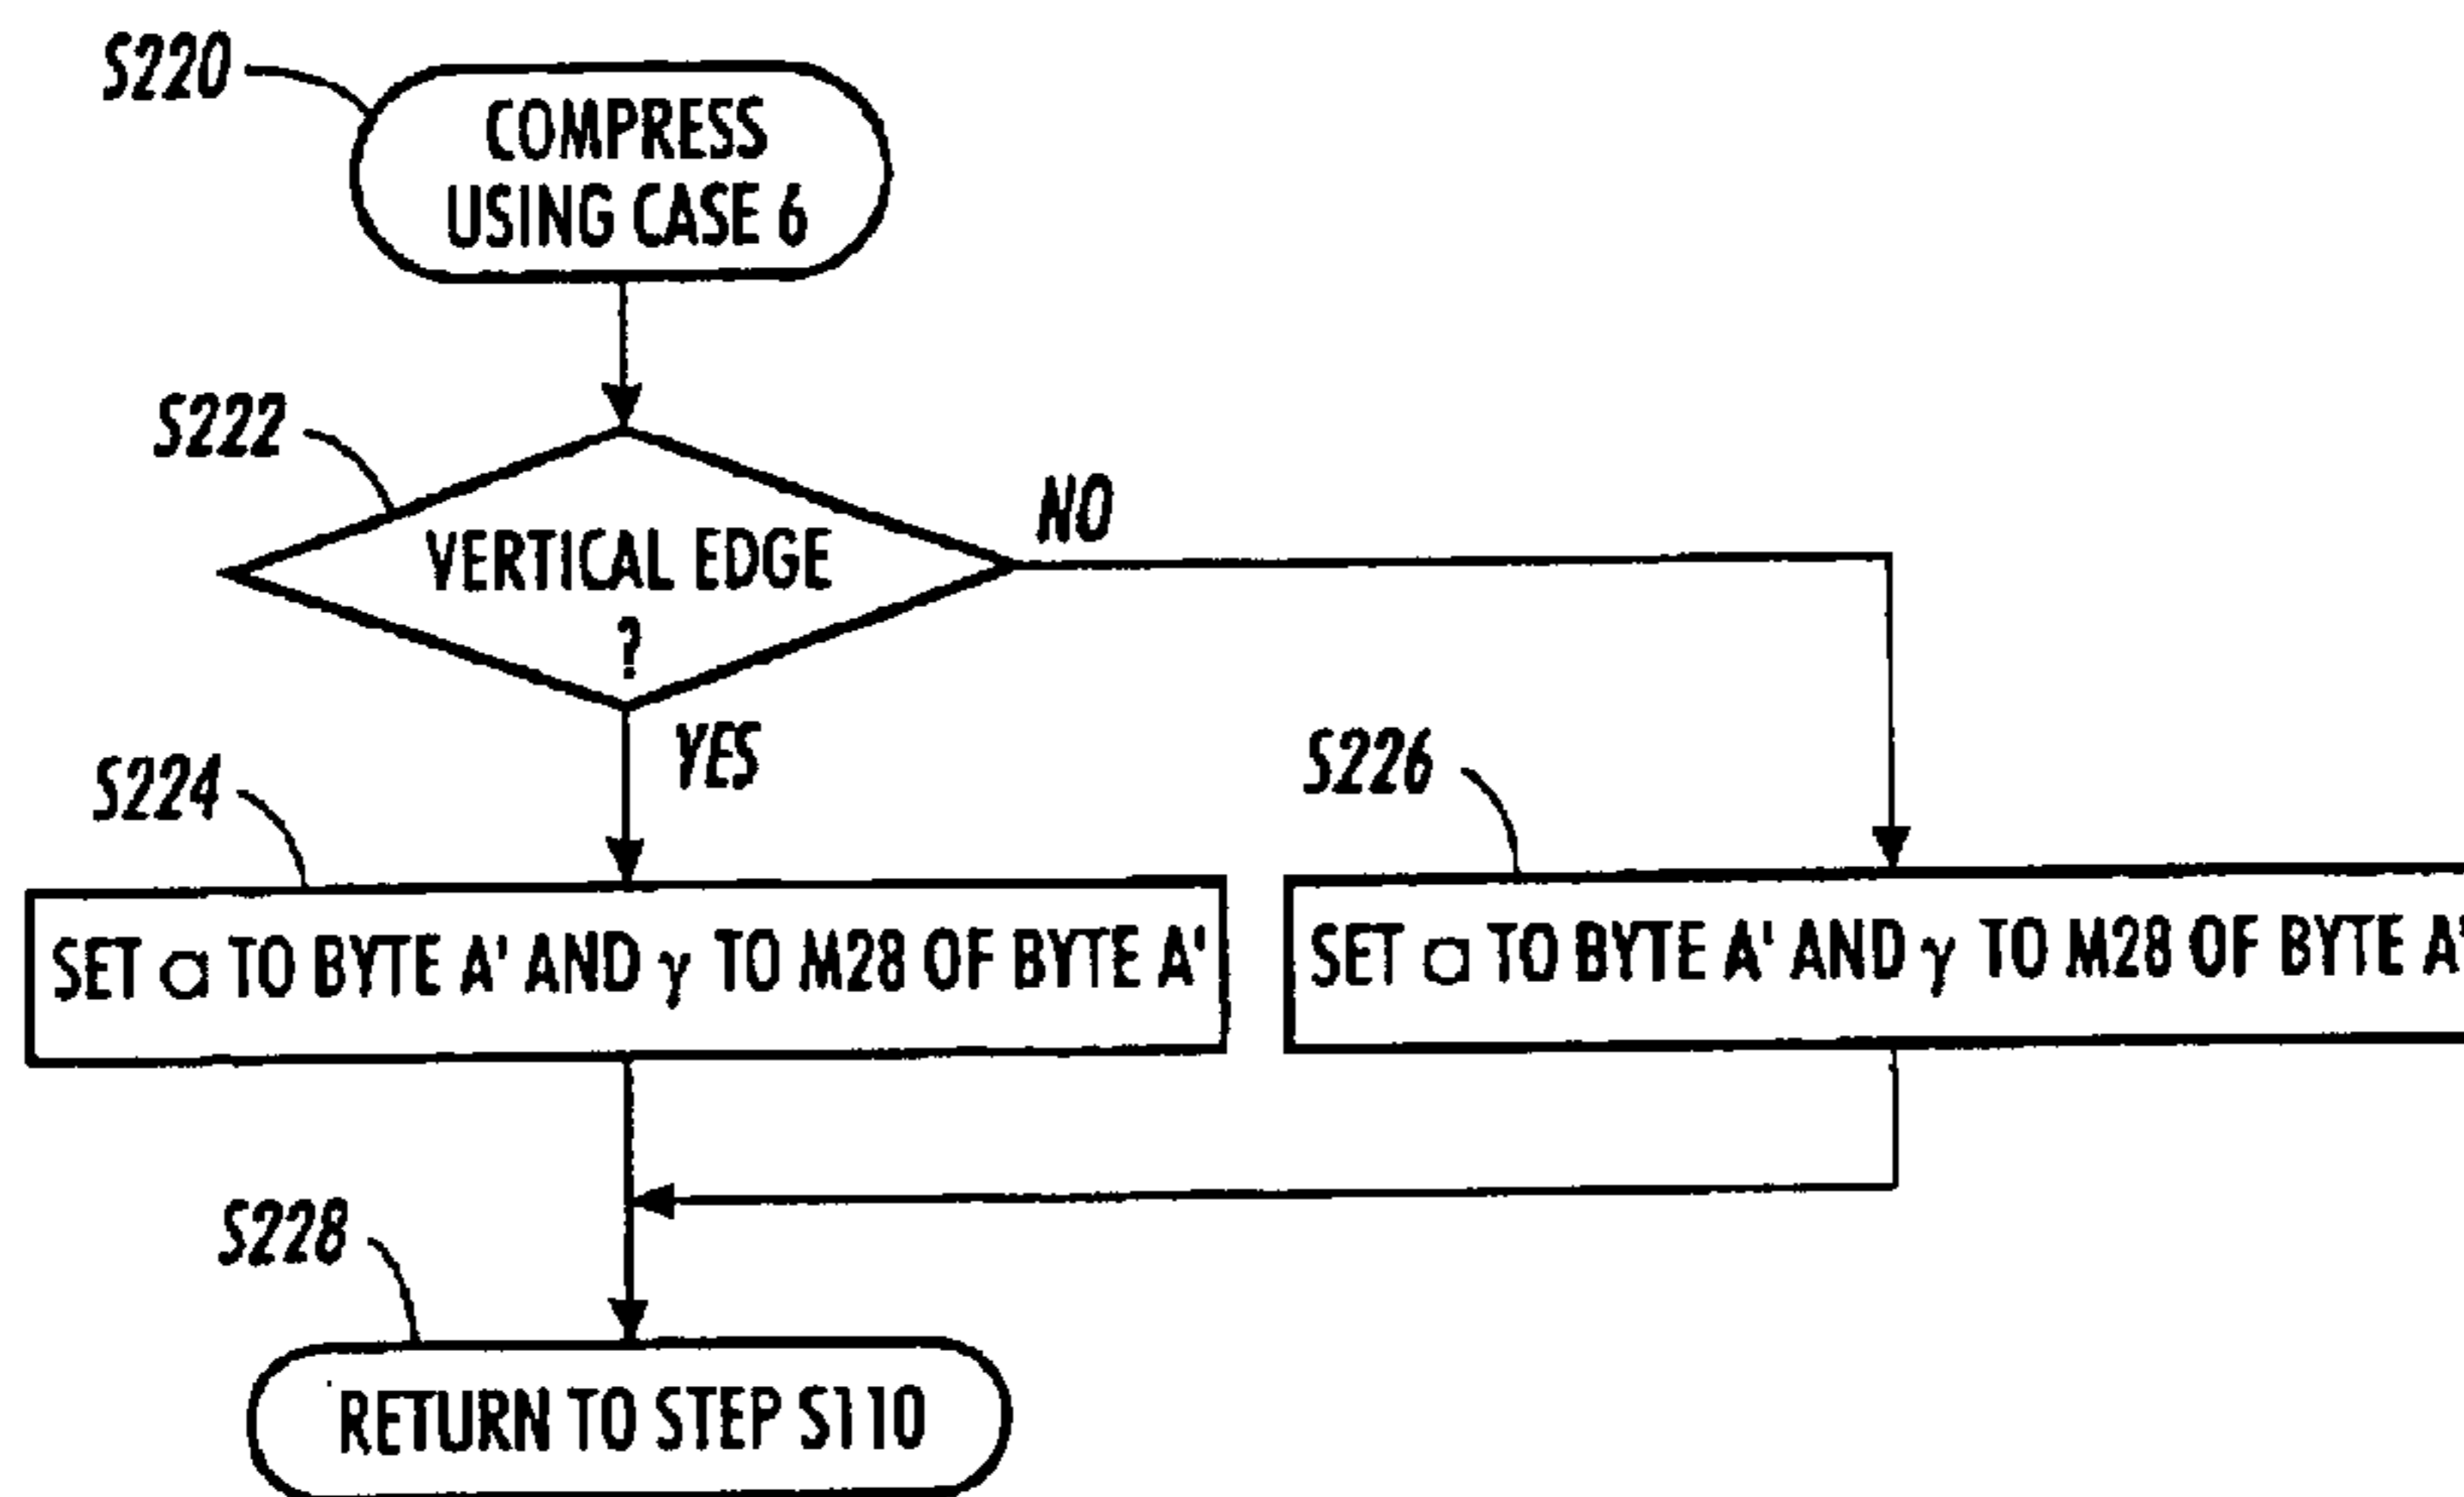 S220
COMPRESS
USING CASE 6
S222
VERTICAL EDGE
?
NO
YES
S224
SET α TO BYTE A' AND γ TO M28 OF BYTE A'
S226
SET α TO BYTE A' AND γ TO M28 OF BYTE A'
S228
RETURN TO STEP S110